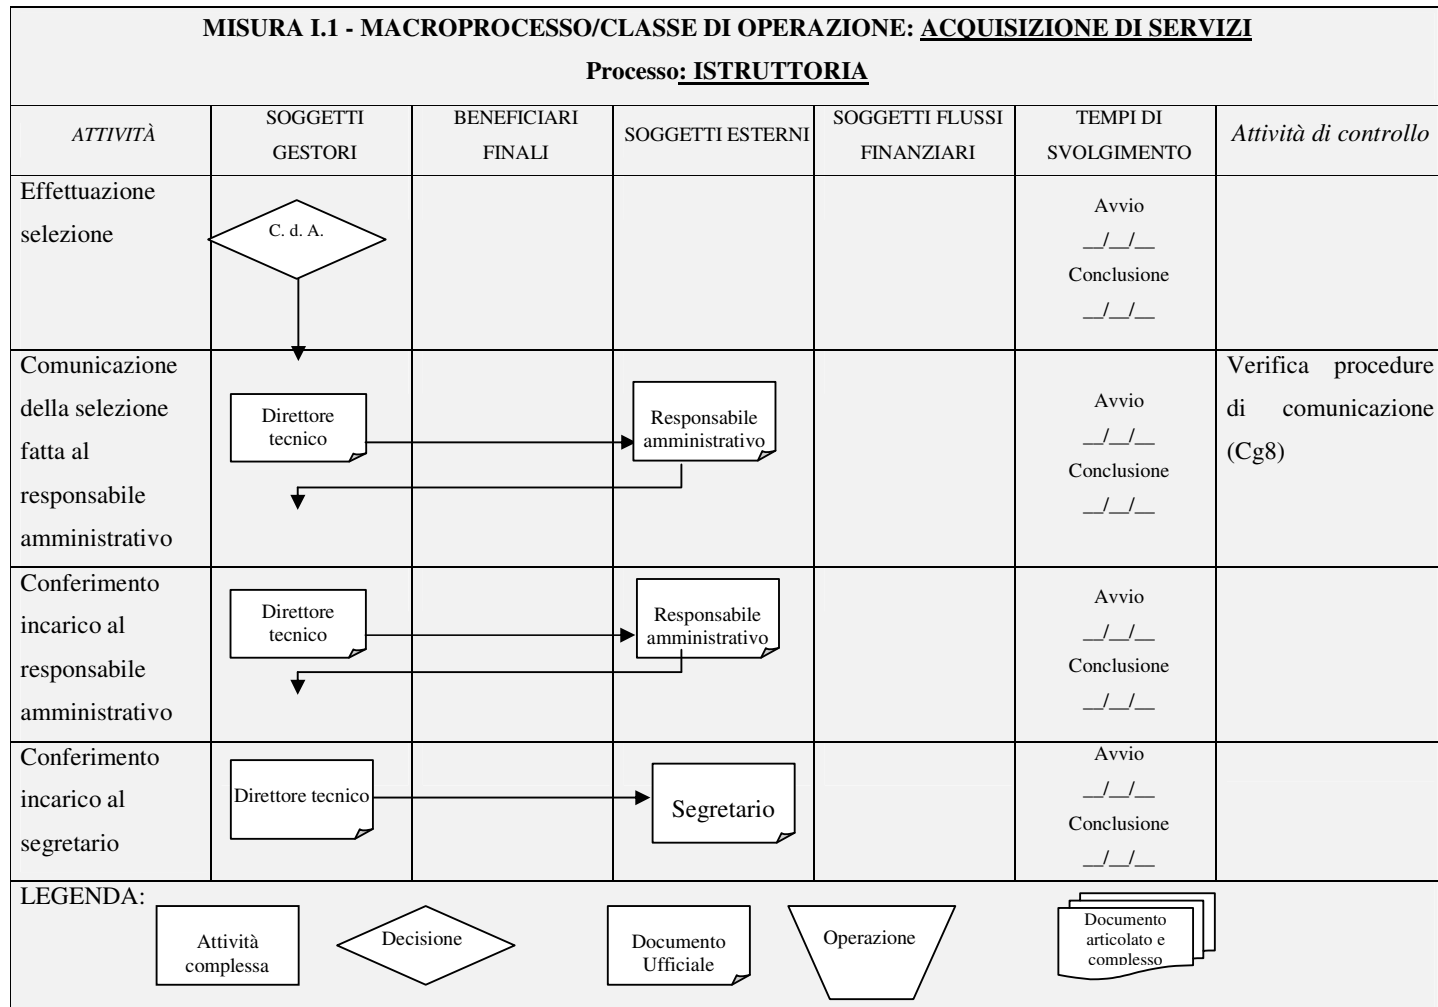 MISURA I.1 - MACROPROCESSO/CLASSE DI OPERAZIONE: ACQUISIZIONE DI SERVIZI
Processo: ISTRUTTORIA
ATTIVITÀ
SOGGETTI
GESTORI
BENEFICIARI
FINALI
SOGGETTI ESTERNI
SOGGETTI FLUSSI
FINANZIARI
TEMPI DI
SVOLGIMENTO
Attività di controllo
Effettuazione
selezione
C. d. A.
Avvio
__/__/__
Conclusione
__/__/__
Comunicazione
della selezione
fatta al
responsabile
amministrativo
Direttore
tecnico
Responsabile
amministrativo
Avvio
__/__/__
Conclusione
__/__/__
Verifica procedure
di comunicazione
(Cg8)
Conferimento
incarico al
responsabile
amministrativo
Direttore
tecnico
Responsabile
amministrativo
Avvio
__/__/__
Conclusione
__/__/__
Conferimento
incarico al
segretario
Direttore tecnico
Segretario
Avvio
__/__/__
Conclusione
__/__/__
LEGENDA:
Attività
complessa
Decisione
Documento
Ufficiale
Operazione
Documento
articolato e
complesso